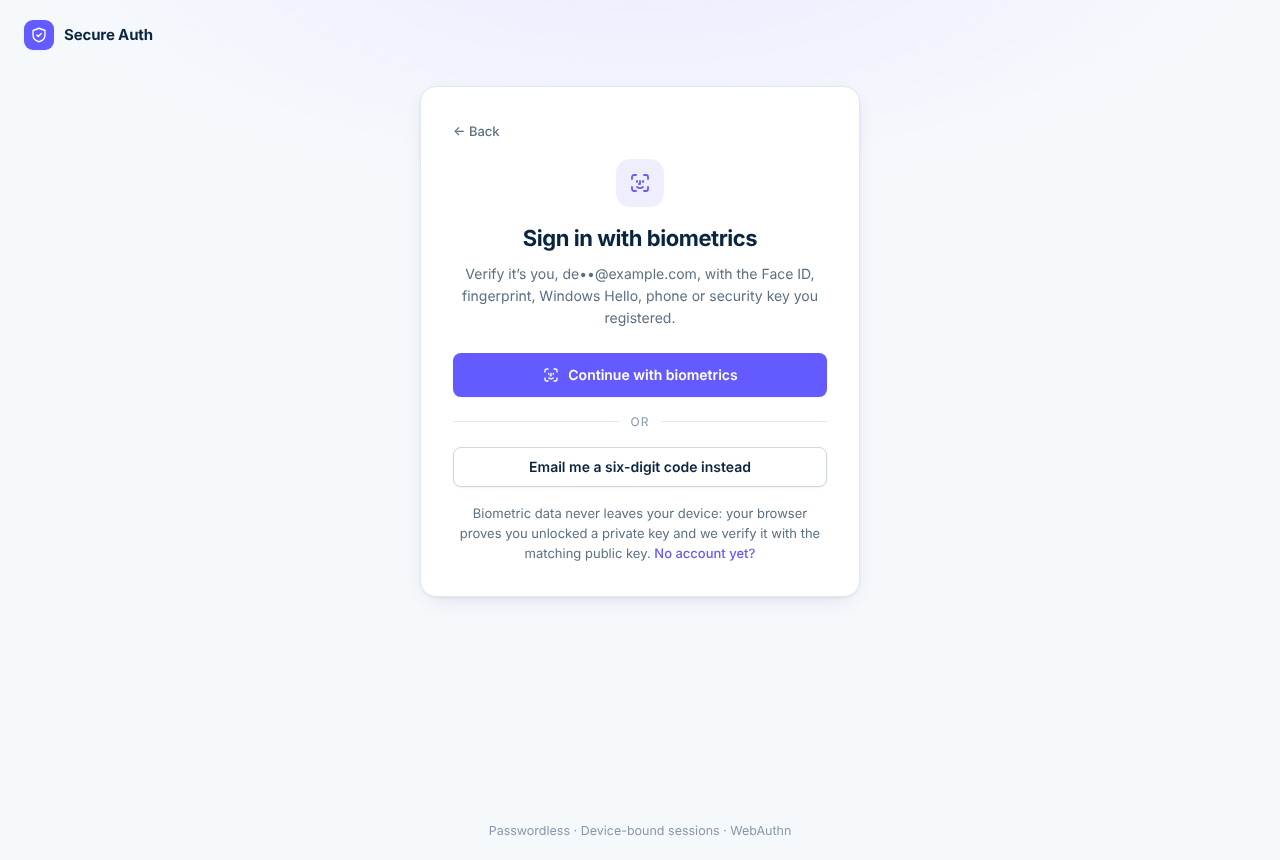 Secure Auth
← Back
Sign in with biometrics
Verify it’s you, de••@example.com, with the Face ID,
fingerprint, Windows Hello, phone or security key you
registered.
Continue with biometrics
OR
Email me a six-digit code instead
Biometric data never leaves your device: your browser
proves you unlocked a private key and we verify it with the
matching public key. No account yet?
Passwordless · Device-bound sessions · WebAuthn